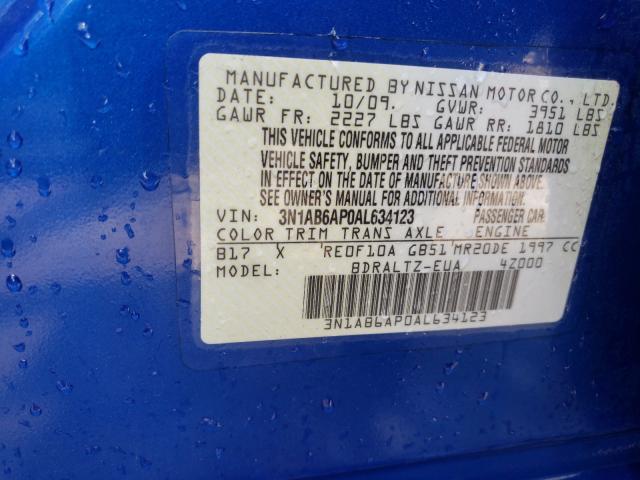 MANUFACTURED BY NISSAN MOTOR CO., LTD.
DATE: 10/09. GVWR: 3951 LBS
GAWR FR: 2227 LBS GAWR RR: 1810 LBS
THIS VEHICLE CONFORMS TO ALL APPLICABLE FEDERAL MOTOR
VEHICLE SAFETY, BUMPER AND THEFT PREVENTION STANDARDS
IN EFFECT ON THE DATE OF MANUFACTURE SHOWN ABOVE.
SEE OWNER'S MANUAL FOR ADDITIONAL INFORMATION.
VIN: 3N1AB6AP0AL634123 PASSENGER CAR
COLOR TRIM TRANS AXLE ENGINE
B17 X RE0F10A GB51 MR20DE 1997 CC
MODEL: BDRALTZ-EUA 4Z000
3N1AB6AP0AL634123